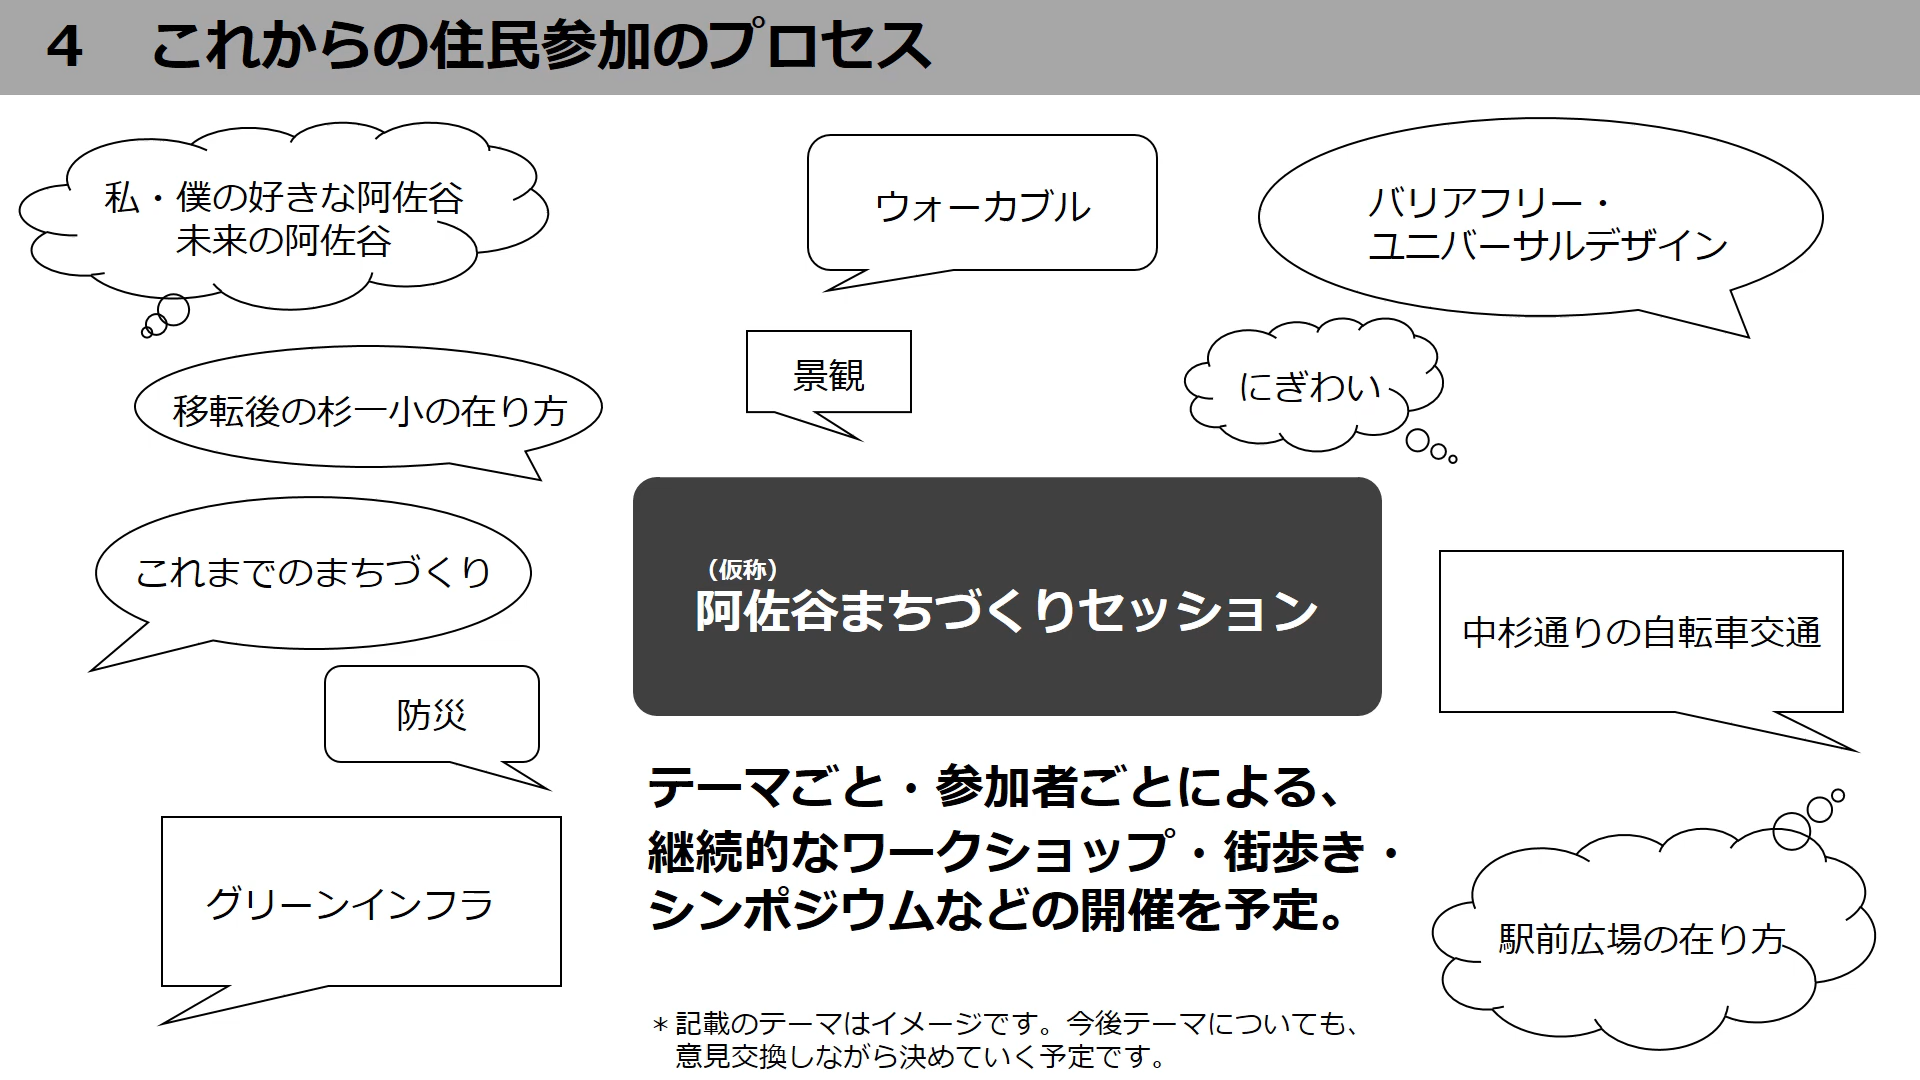 ４　これからの住民参加のプロセス
私・僕の好きな阿佐谷
未来の阿佐谷
ウォーカブル
バリアフリー・
ユニバーサルデザイン
景観
にぎわい
移転後の杉一小の在り方
これまでのまちづくり
（仮称）
阿佐谷まちづくりセッション
中杉通りの自転車交通
防災
テーマごと・参加者ごとによる、
継続的なワークショップ・街歩き・
シンポジウムなどの開催を予定。
グリーンインフラ
駅前広場の在り方
＊記載のテーマはイメージです。今後テーマについても、
意見交換しながら決めていく予定です。